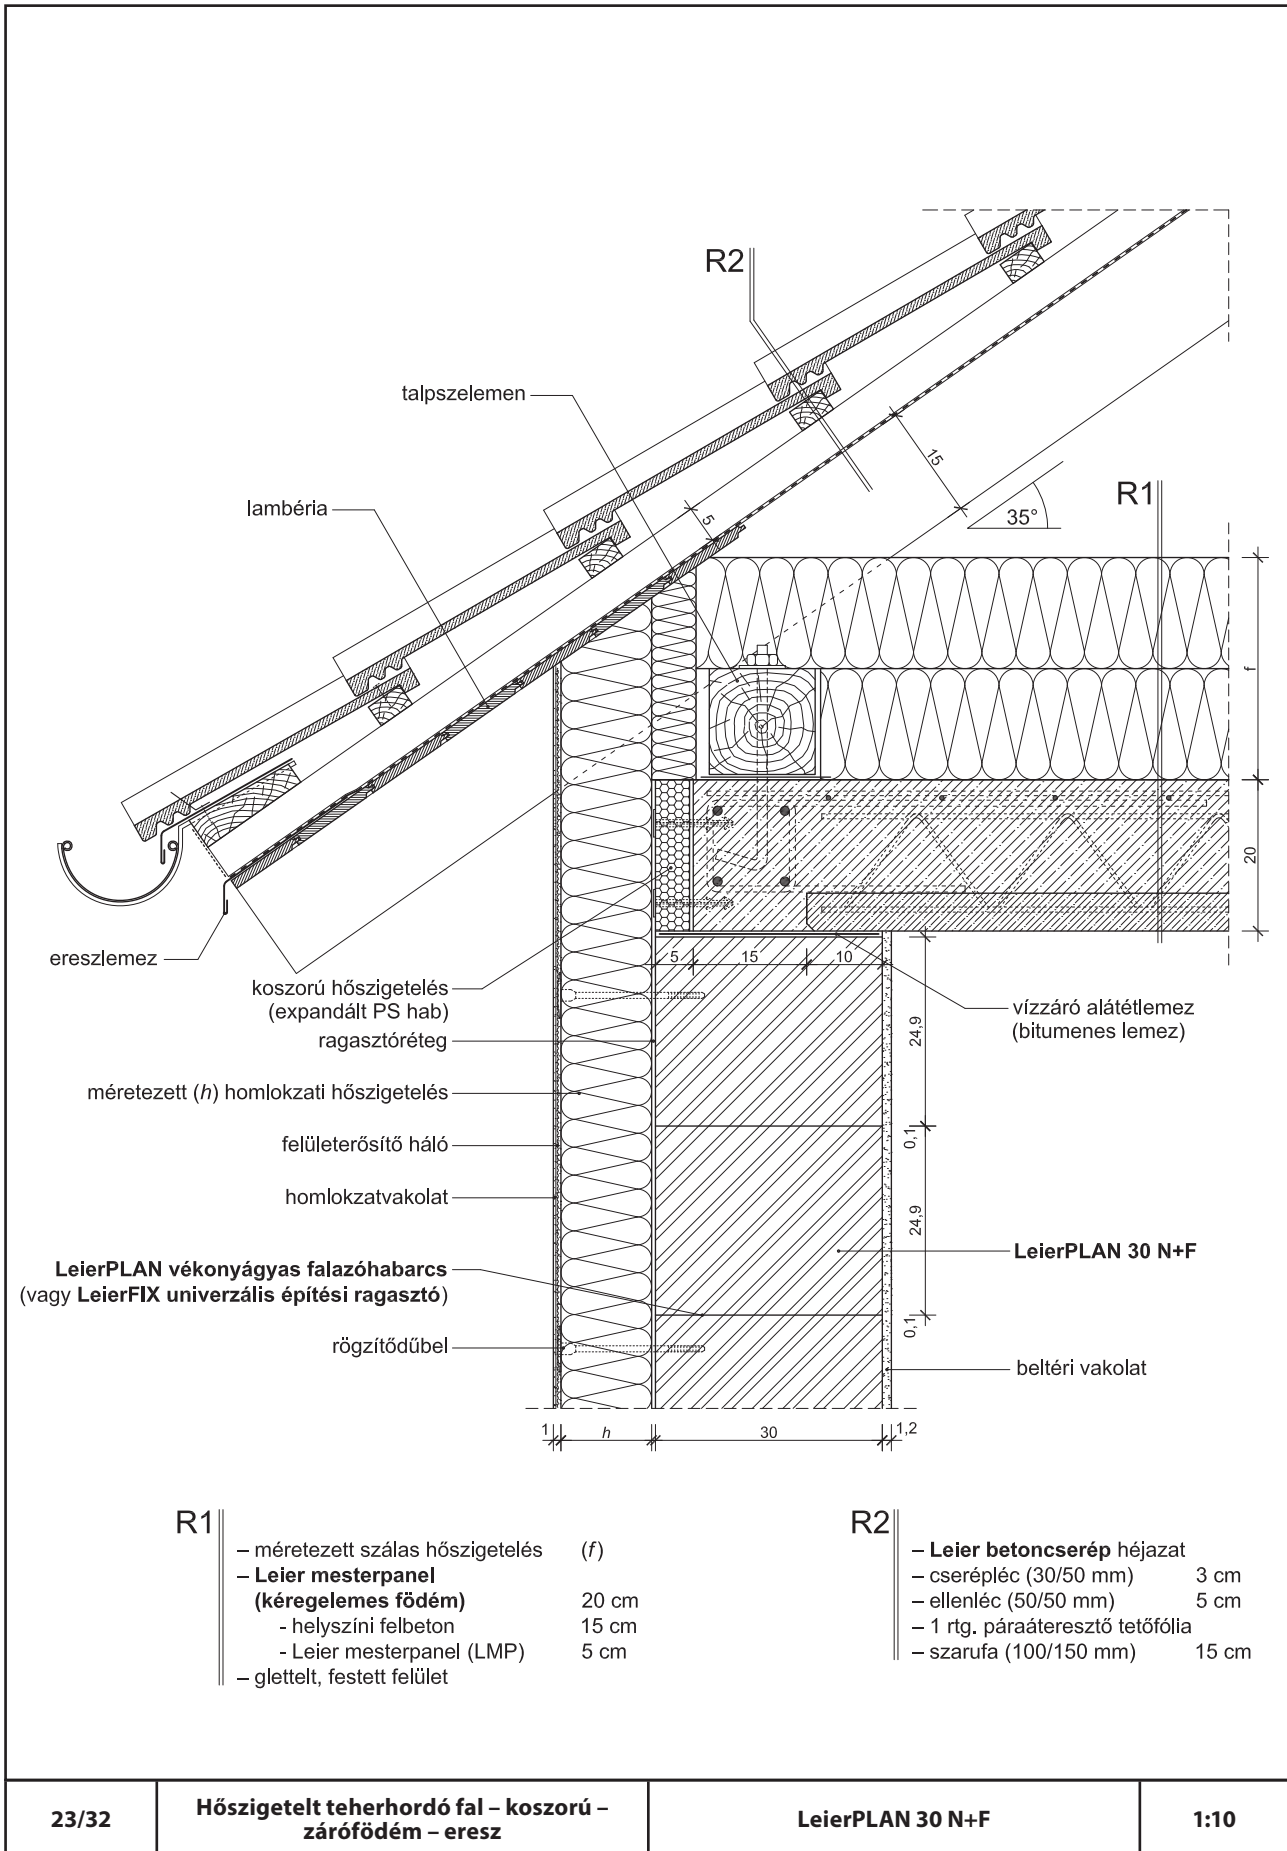 R2
talpszelemen
lambéria
15
R1
35°
5
f
20
ereszlemez
koszorú hőszigetelés
(expandált PS hab)
ragasztóréteg
5
15
10
vízzáró alátétlemez
(bitumenes lemez)
24,9
méretezett (h) homlokzati hőszigetelés
felületerősítő háló
0,1
homlokzatvakolat
24,9
LeierPLAN 30 N+F
LeierPLAN vékonyágyas falazóhabarcs
(vagy LeierFIX univerzális építési ragasztó)
0,1
rögzítődűbel
beltéri vakolat
1
h
30
1,2
R1
– méretezett szálas hőszigetelés (f)
– Leier mesterpanel
(kéregelemes födém) 20 cm
- helyszíni felbeton 15 cm
- Leier mesterpanel (LMP) 5 cm
– glettelt, festett felület
R2
– Leier betoncserép héjazat
– cserépléc (30/50 mm) 3 cm
– ellenléc (50/50 mm) 5 cm
– 1 rtg. páraáteresztő tetőfólia
– szarufa (100/150 mm) 15 cm
23/32
Hőszigetelt teherhordó fal – koszorú –
zárófödém – eresz
LeierPLAN 30 N+F
1:10